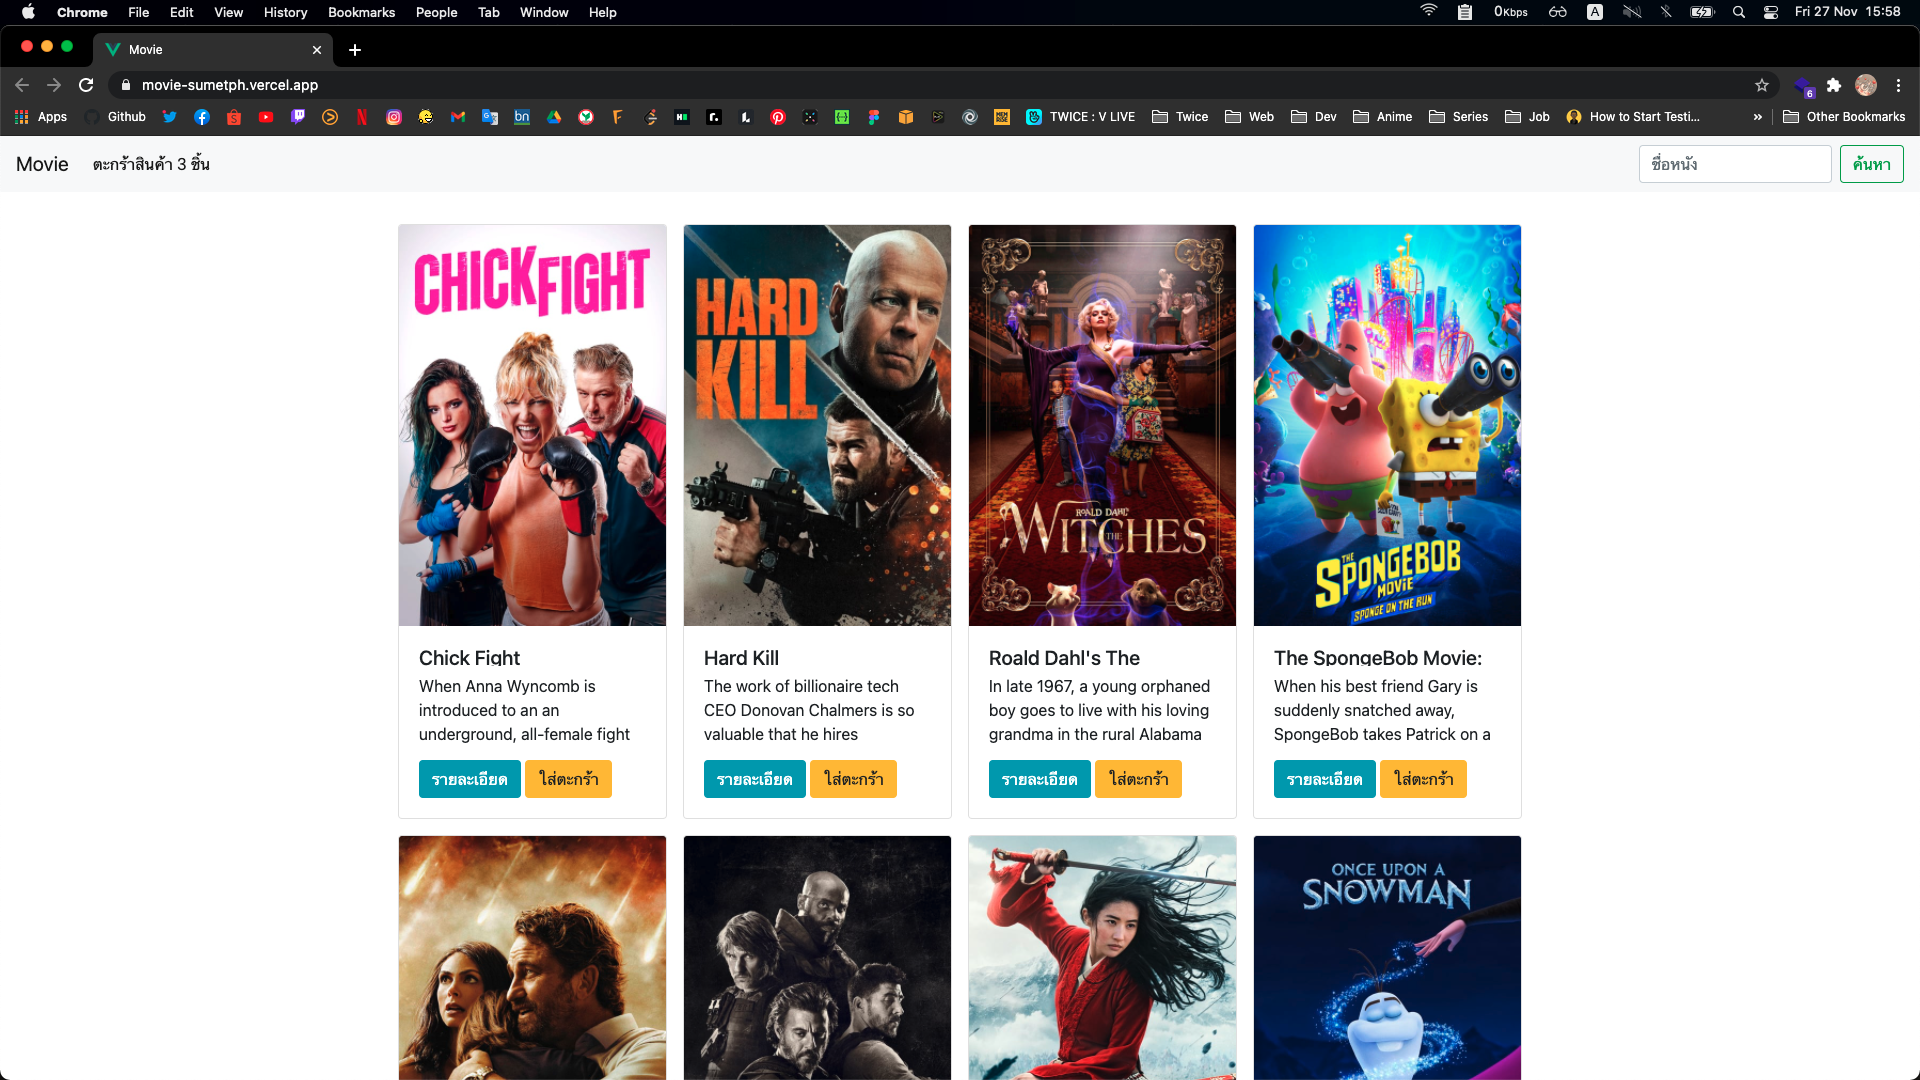 Chrome File Edit View History Bookmarks People Tab Window Help
0Kbps A Fri 27 Nov 15:58
Movie
movie-sumetph.vercel.app
6
Apps Github TWICE : V LIVE Twice Web Dev Anime Series Job How to Start Testi... » Other Bookmarks
Movie ตะกร้าสินค้า 3 ชิ้น ชื่อหนัง ค้นหา
CHICK FIGHT
HARD
KILL
ROALD DAHL'S
THE
WITCHES
THE
SPONGEBOB
MOVIE
SPONGE ON THE RUN
Chick Fight
When Anna Wyncomb is
introduced to an an
underground, all-female fight
รายละเอียด ใส่ตะกร้า
Hard Kill
The work of billionaire tech
CEO Donovan Chalmers is so
valuable that he hires
รายละเอียด ใส่ตะกร้า
Roald Dahl's The
In late 1967, a young orphaned
boy goes to live with his loving
grandma in the rural Alabama
รายละเอียด ใส่ตะกร้า
The SpongeBob Movie:
When his best friend Gary is
suddenly snatched away,
SpongeBob takes Patrick on a
รายละเอียด ใส่ตะกร้า
ONCE UPON A
SNOWMAN